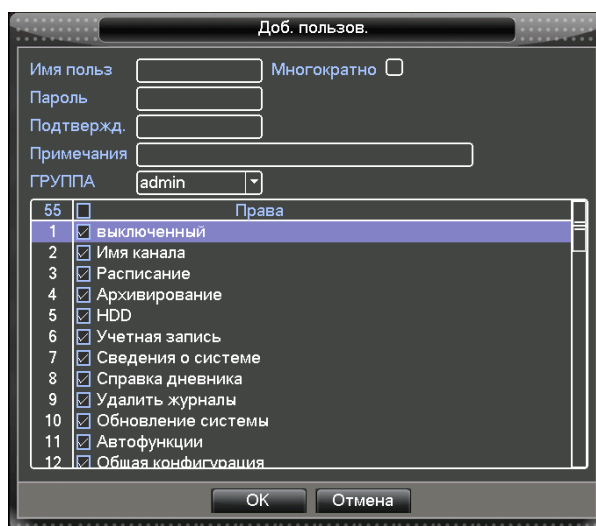 Доб. пользов.
Имя польз Многократно
Пароль
Подтвержд.
Примечания
ГРУППА admin
55 Права
1 выключенный
2 Имя канала
3 Расписание
4 Архивирование
5 HDD
6 Учетная запись
7 Сведения о системе
8 Справка дневника
9 Удалить журналы
10 Обновление системы
11 Автофункции
12 Общая конфигурация
OK Отмена